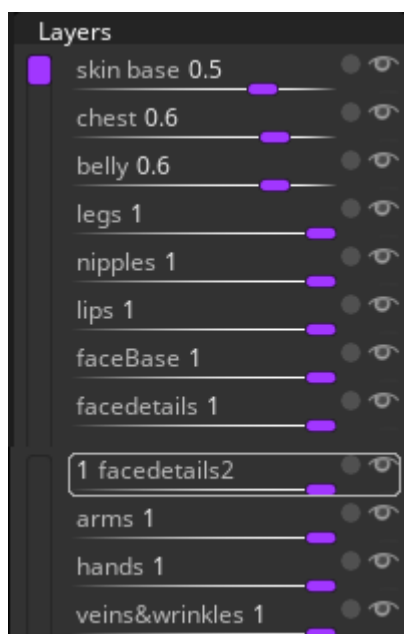 Layers
skin base 0.5
chest 0.6
belly 0.6
legs 1
nipples 1
lips 1
faceBase 1
facedetails 1
1 facedetails2
arms 1
hands 1
veins&wrinkles 1